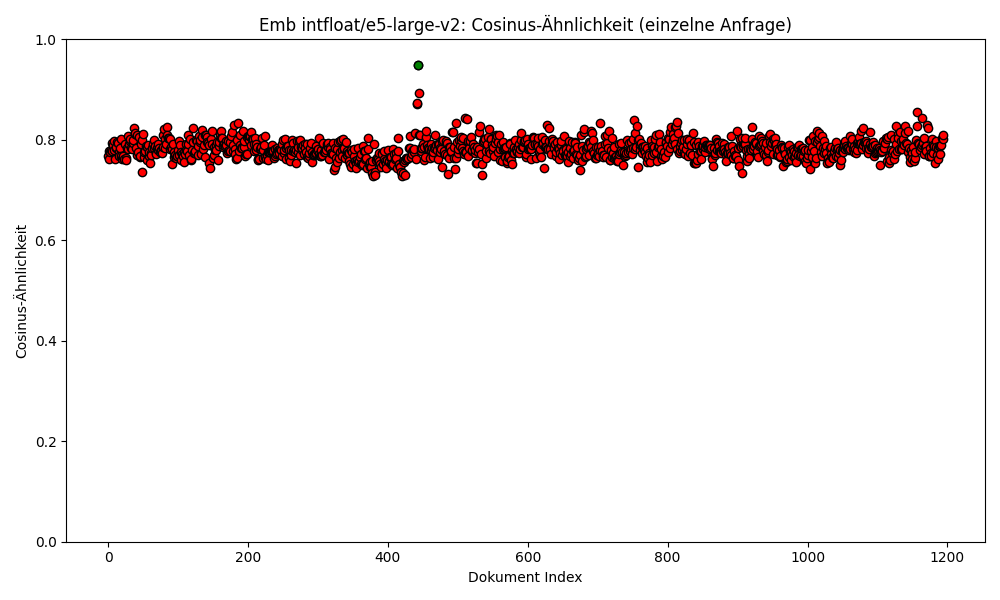 Emb intfloat/e5-large-v2: Cosinus-Ähnlichkeit (einzelne Anfrage)
1.0
0.8
0.6
0.4
0.2
0.0
Cosinus-Ähnlichkeit
0 200 400 600 800 1000 1200
Dokument Index